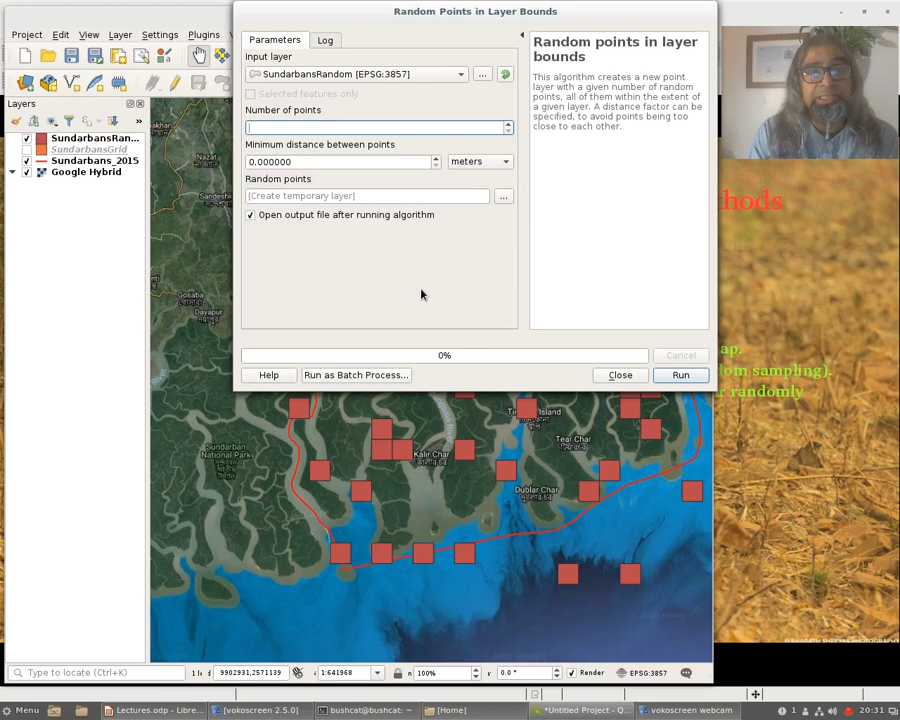 Random Points in Layer Bounds
Project Edit View Layer Settings Plugins
Parameters Log
Input layer
SundarbansRandom [EPSG:3857]
...
Selected features only
Number of points
Minimum distance between points
0.000000
meters
Random points
[Create temporary layer]
...
Open output file after running algorithm
Random points in layer
bounds
This algorithm creates a new point
layer with a given number of random
points, all of them within the extent of
a given layer. A distance factor can be
specified, to avoid points being too
close to each other.
0%
Cancel
Help Run as Batch Process... Close Run
Layers
SundarbansRan...
SundarbansGrid
Sundarbans_2015
Google Hybrid
Nazat
Gosaba
গোসাবা
Dayapur
দয়াপুর
Sundarban
National Park
Kalir Char
Tear Char
Dublar Char
hods
ap.
dom sampling).
r randomly
Type to locate (Ctrl+K)
9902931,2571139
1:641968
100%
0.0 °
Render
EPSG:3857
Menu
Lectures.odp - Libre...
[vokoscreen 2.5.0]
bushcat@bushcat: ~
[Home]
*Untitled Project - Q...
vokoscreen webcam
1
20:31